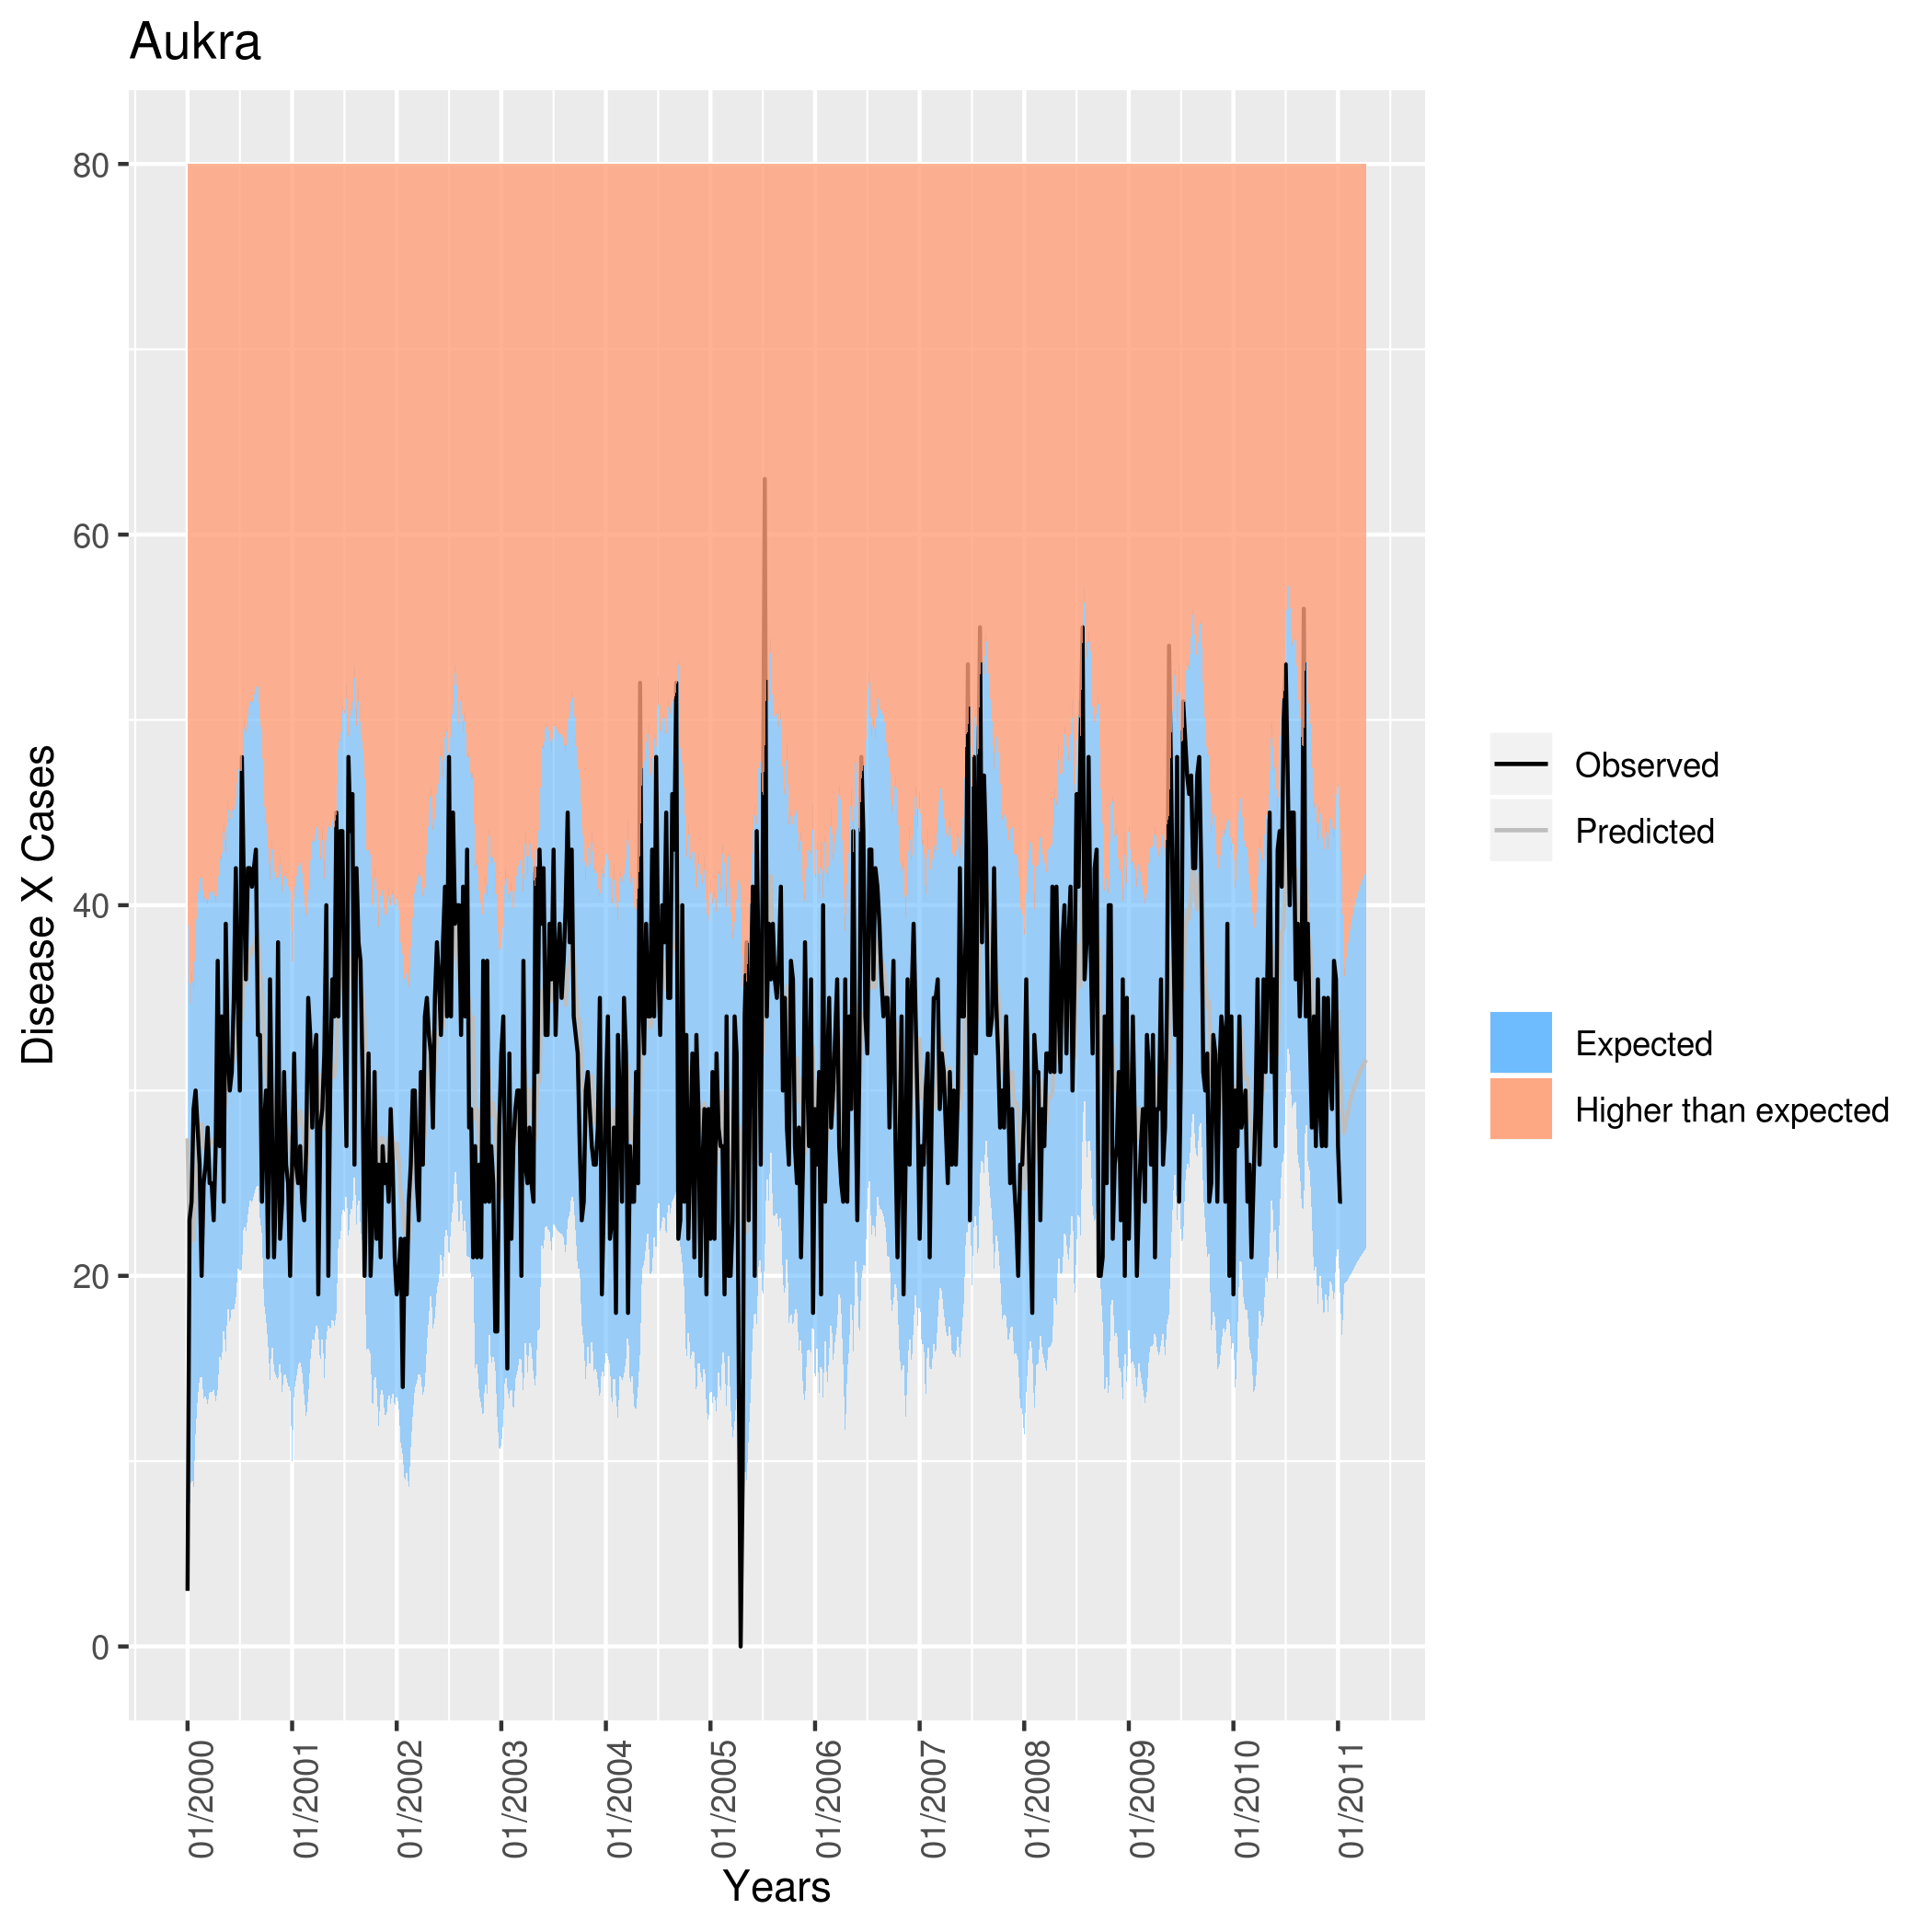 Aukra
80
60
40
20
0
Disease X Cases
01/2000
01/2001
01/2002
01/2003
01/2004
01/2005
01/2006
01/2007
01/2008
01/2009
01/2010
01/2011
Years
Observed
Predicted
Expected
Higher than expected